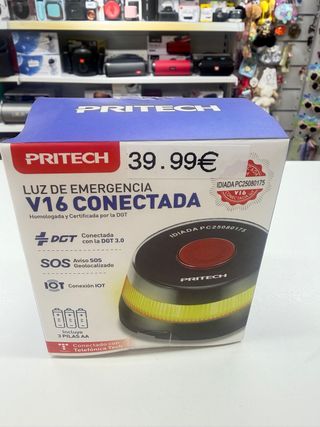 PRITECH
PRITECH
39.99€
IDIADA PC25080175
V16
LUZ DE EMERGENCIA
V16 CONECTADA
Homologada y Certificada por la DGT
DGT
Conectada
con la DGT 3.0
SOS
Aviso SOS
Geolocalizado
IOT
Conexión IOT
IDIADA PC25080175
PRITECH
Incluye
3 PILAS AA
Conectado con
Telefónica Tech